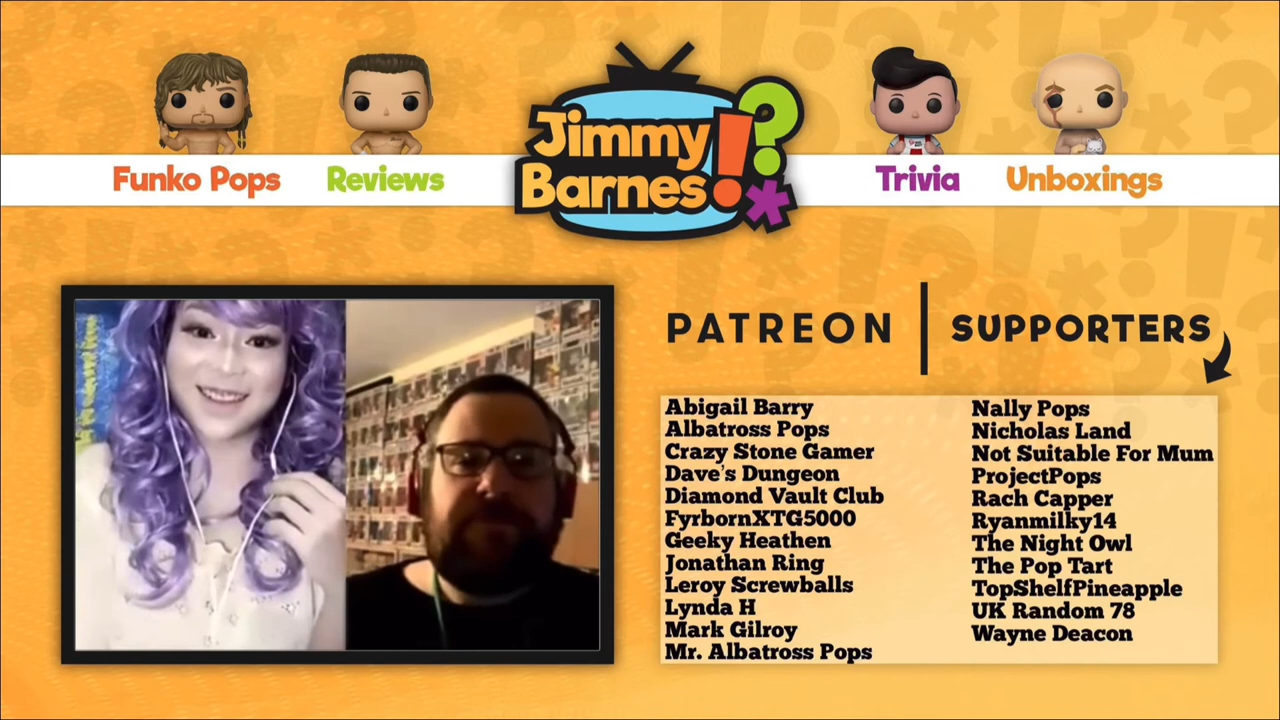 Jimmy
Barnes!?*
Funko Pops
Reviews
Trivia
Unboxings
PATREON | SUPPORTERS
Abigail Barry
Albatross Pops
Crazy Stone Gamer
Dave's Dungeon
Diamond Vault Club
FyrbornXTG5000
Geeky Heathen
Jonathan Ring
Leroy Screwballs
Lynda H
Mark Gilroy
Mr. Albatross Pops
Nally Pops
Nicholas Land
Not Suitable For Mum
ProjectPops
Rach Capper
Ryanmilky14
The Night Owl
The Pop Tart
TopShelfPineapple
UK Random 78
Wayne Deacon